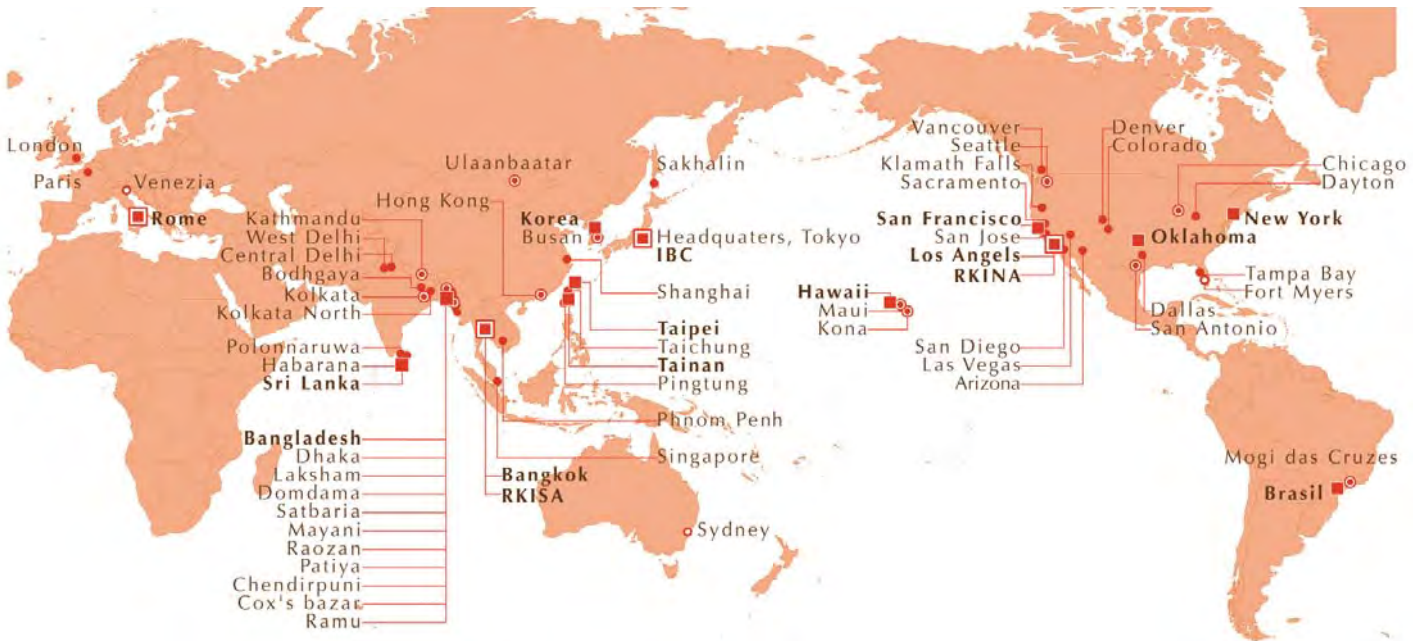 London
Paris
Venezia
Rome
Ulaanbaatar
Sakhalin
Hong Kong
Korea
Busan
Headquaters, Tokyo
IBC
Kathmandu
West Delhi
Central Delhi
Bodhgaya
Kolkata
Kolkata North
Polonnaruwa
Habarana
Sri Lanka
Shanghai
Taipei
Taichung
Tainan
Pingtung
Phnom Penh
Singapore
Bangladesh
Dhaka
Laksham
Domdama
Satbaria
Mayani
Raozan
Patiya
Chendirpuni
Cox's bazar
Ramu
Bangkok
RKISA
Sydney
Vancouver
Seattle
Klamath Falls
Sacramento
San Francisco
San Jose
Los Angels
RKINA
Hawaii
Maui
Kona
San Diego
Las Vegas
Arizona
Denver
Colorado
Chicago
Dayton
New York
Oklahoma
Tampa Bay
Fort Myers
Dallas
San Antonio
Mogi das Cruzes
Brasil